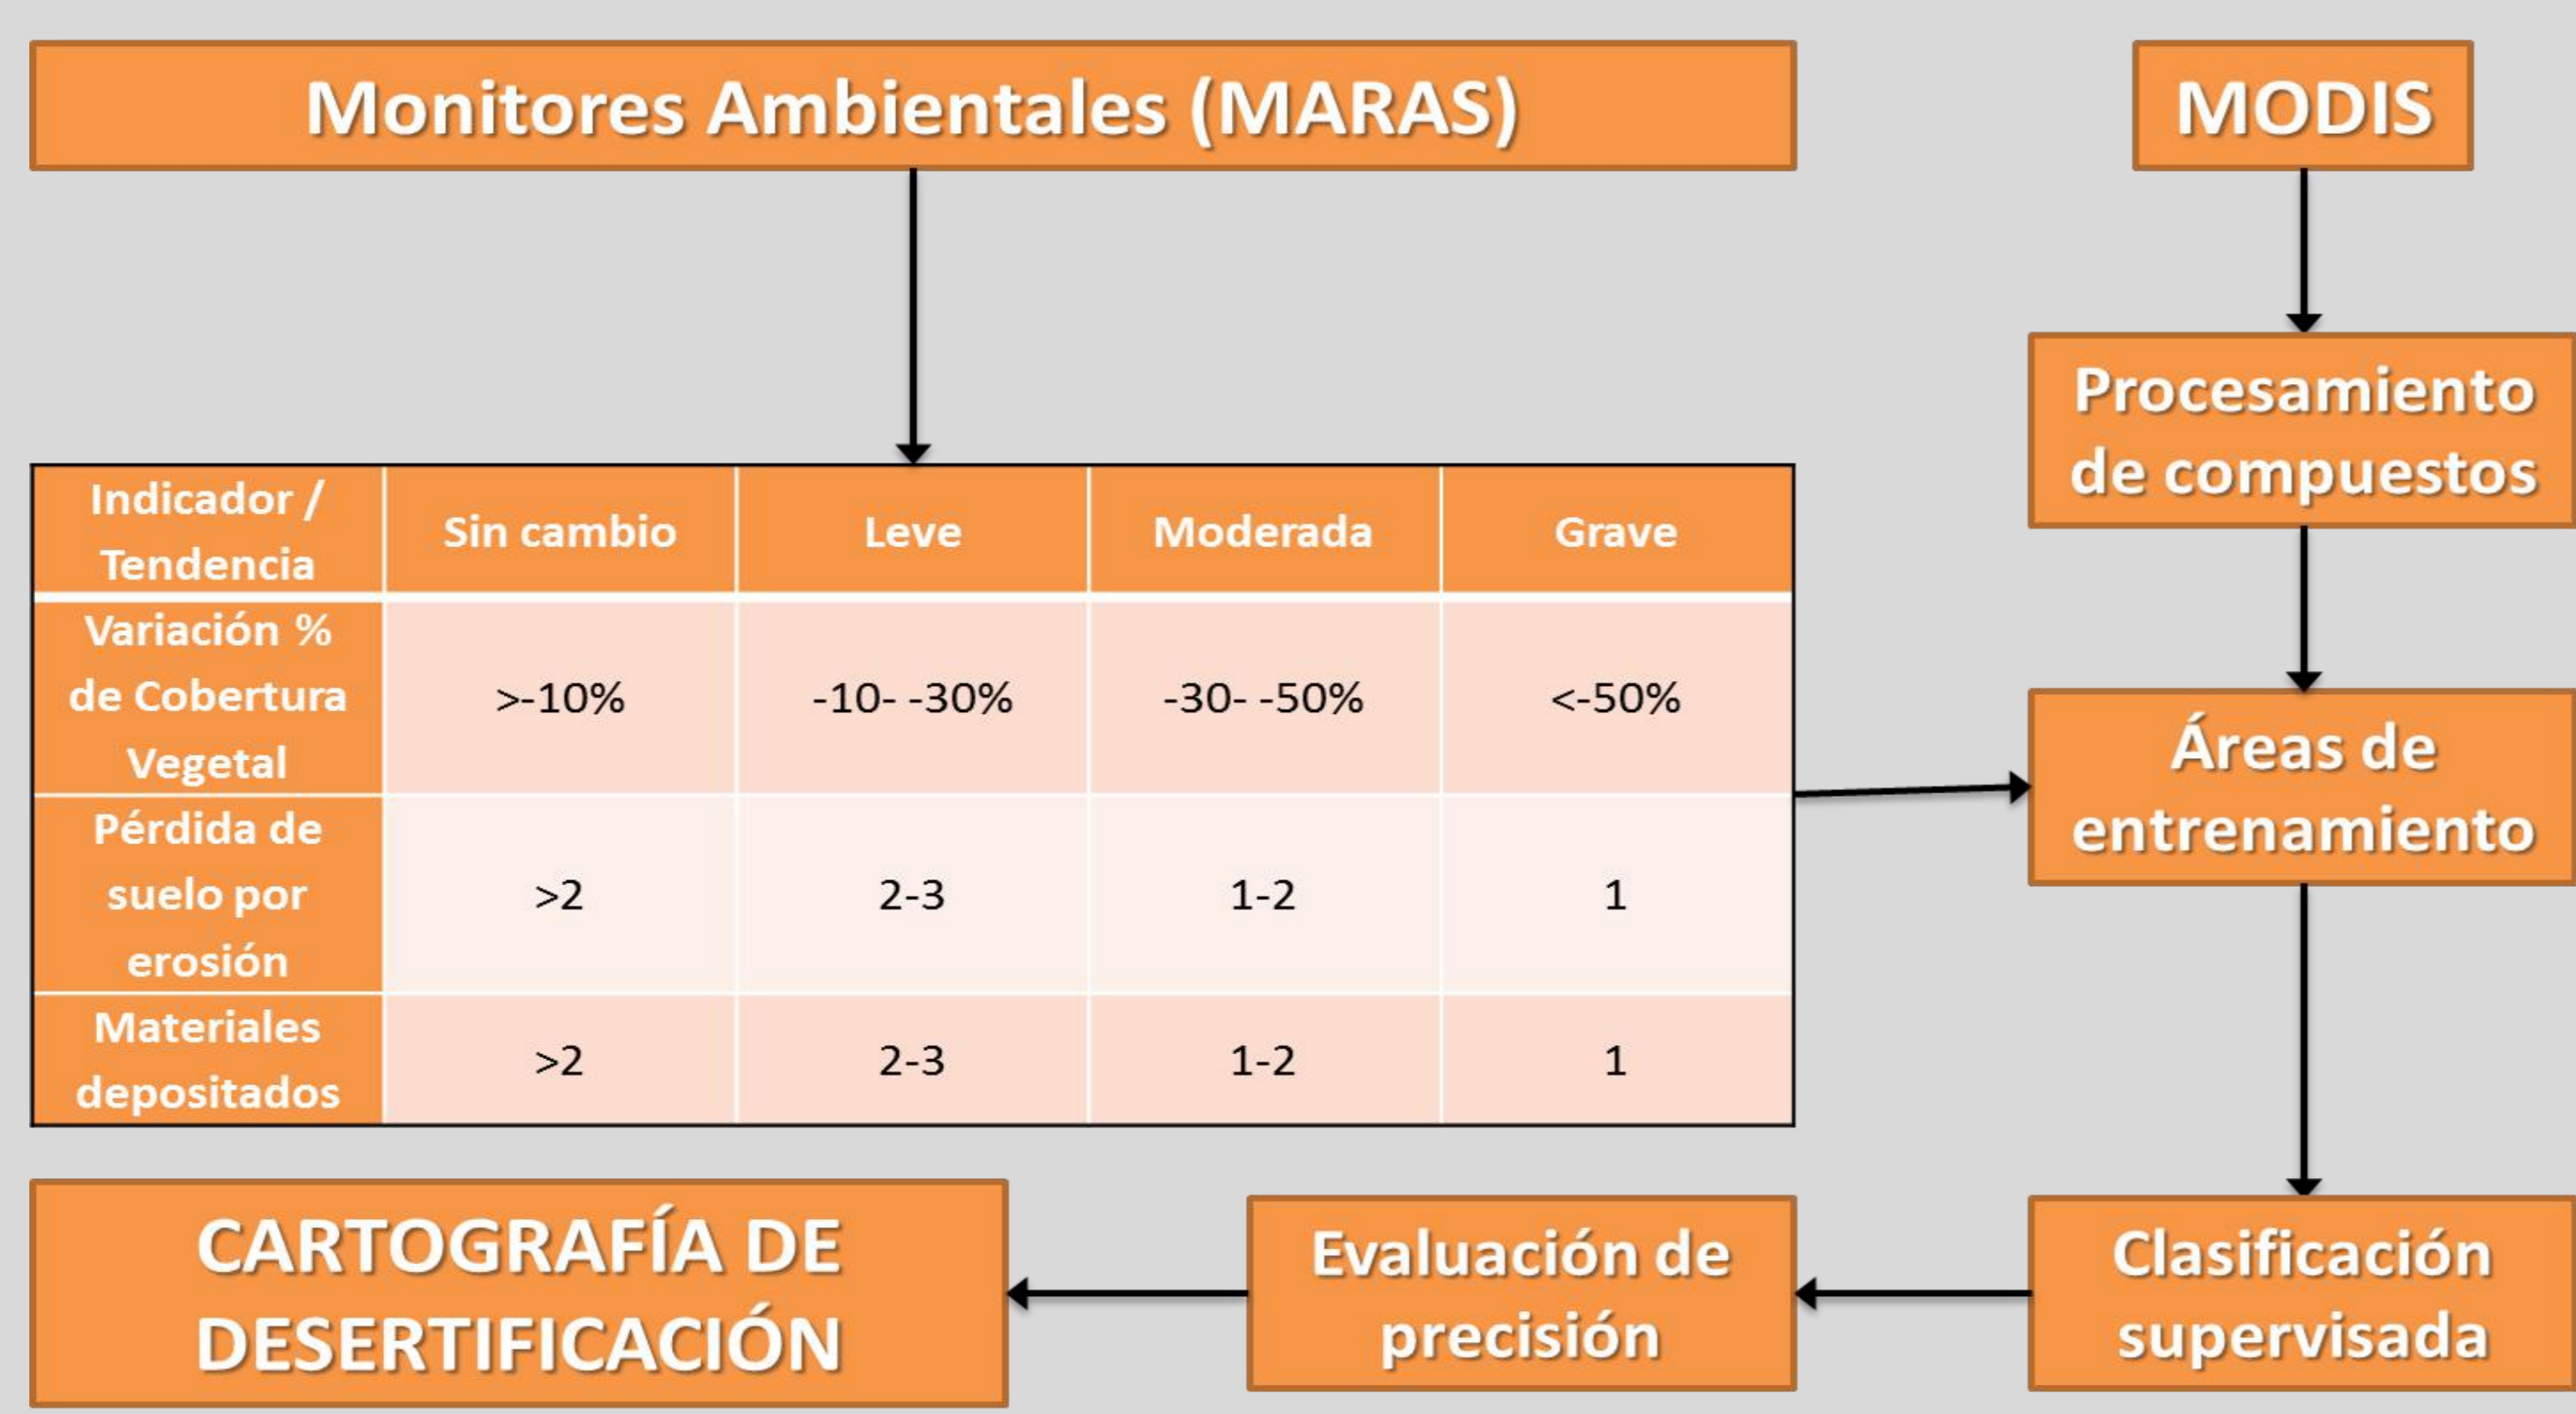 Monitores Ambientales (MARAS)
MODIS
Procesamiento
de compuestos
Indicador /
Tendencia
Sin cambio
Leve
Moderada
Grave
Variación %
de Cobertura
Vegetal
>-10%
-10- -30%
-30- -50%
<-50%
Pérdida de
suelo por
erosión
>2
2-3
1-2
1
Materiales
depositados
>2
2-3
1-2
1
Áreas de
entrenamiento
Clasificación
supervisada
Evaluación de
precisión
CARTOGRAFÍA DE
DESERTIFICACIÓN